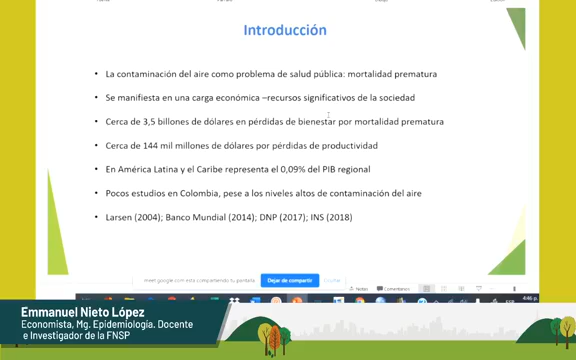 Introducción
• La contaminación del aire como problema de salud pública: mortalidad prematura
• Se manifiesta en una carga económica –recursos significativos de la sociedad
• Cerca de 3,5 billones de dólares en pérdidas de bienestar por mortalidad prematura
• Cerca de 144 mil millones de dólares por pérdidas de productividad
• En América Latina y el Caribe representa el 0,09% del PIB regional
• Pocos estudios en Colombia, pese a los niveles altos de contaminación del aire
• Larsen (2004); Banco Mundial (2014); DNP (2017); INS (2018)
meet.google.com está compartiendo tu pantalla.
Dejar de compartir
Ocultar
Notas
Comentarios
ESP
4:46 p.
Emmanuel Nieto López
Economista, Mg. Epidemiología. Docente
e Investigador de la FNSP